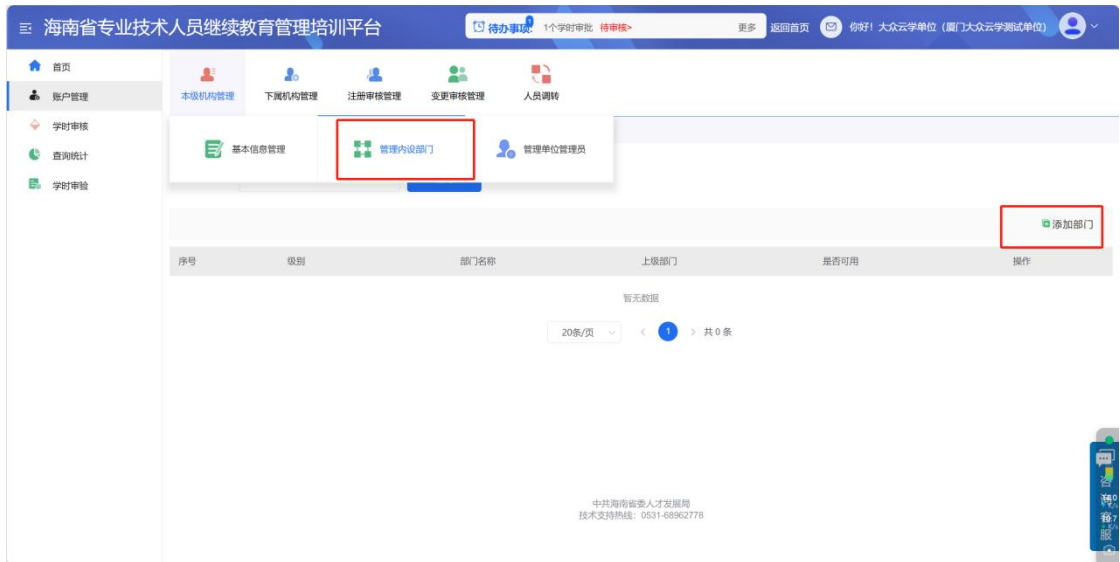 海南省专业技术人员继续教育管理培训平台
待办事项 1
1个学时审批 待审核>
更多
返回首页
你好！大众云学单位（厦门大众云学测试单位）
首页
账户管理
学时审核
查询统计
学时审验
本级机构管理 下属机构管理 注册审核管理 变更审核管理 人员调转
基本信息管理 管理内设部门 管理单位管理员
添加部门
序号 级别 部门名称 上级部门 是否可用 操作
暂无数据
20条/页 < 1 > 共 0 条
中共海南省委人才发展局
技术支持热线：0531-68962778
咨
客
服